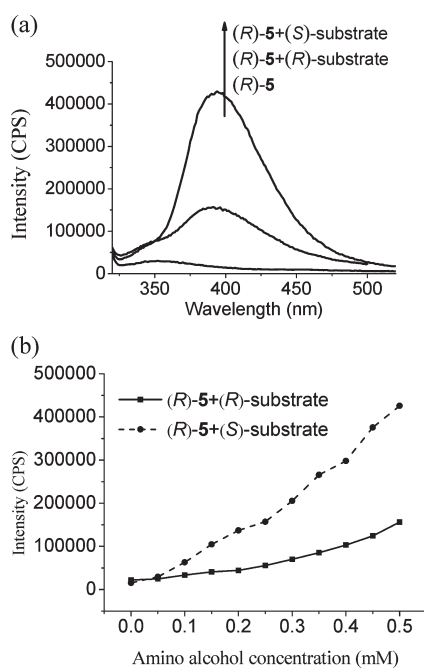 (a)
(R)-5+(S)-substrate
(R)-5+(R)-substrate
(R)-5
500000
400000
300000
200000
100000
0
Intensity (CPS)
350 400 450 500
Wavelength (nm)
(b)
500000
400000
300000
200000
100000
0
Intensity (CPS)
(R)-5+(R)-substrate
(R)-5+(S)-substrate
0.0 0.1 0.2 0.3 0.4 0.5
Amino alcohol concentration (mM)